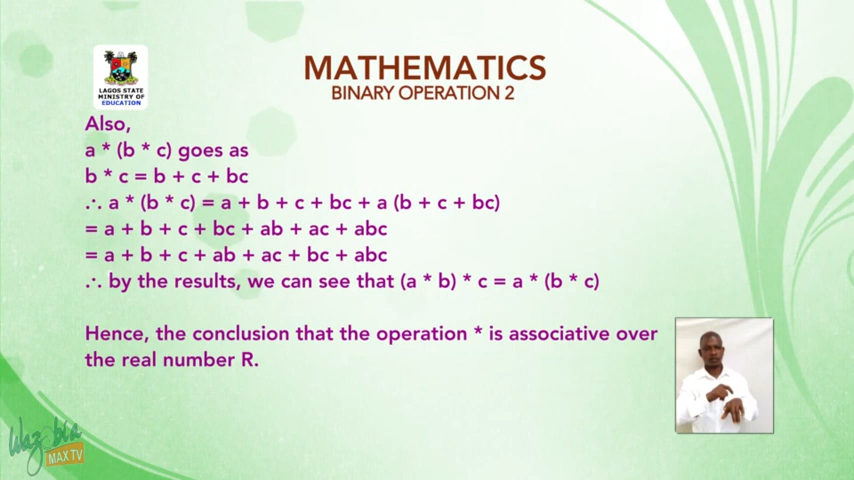 MATHEMATICS
BINARY OPERATION 2
LAGOS STATE
MINISTRY OF
EDUCATION
Also,
a * (b * c) goes as
b * c = b + c + bc
∴ a * (b * c) = a + b + c + bc + a (b + c + bc)
= a + b + c + bc + ab + ac + abc
= a + b + c + ab + ac + bc + abc
∴ by the results, we can see that (a * b) * c = a * (b * c)
Hence, the conclusion that the operation * is associative over
the real number R.
Wazobia
MAX TV